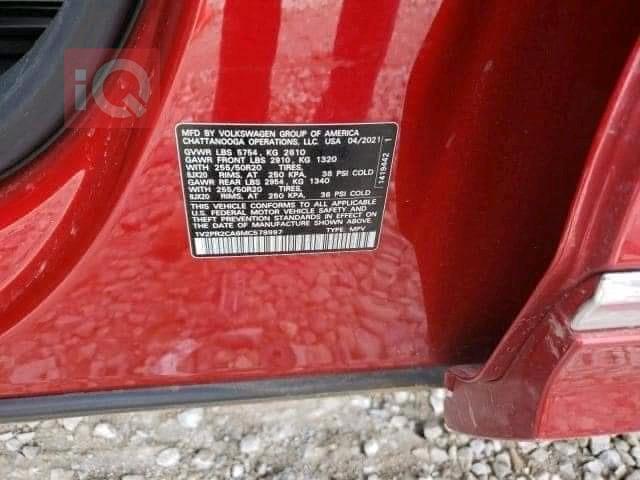 iQ
MFD BY VOLKSWAGEN GROUP OF AMERICA
CHATTANOOGA OPERATIONS, LLC. USA 04/2021
GVWR LBS 5754, KG 2610
GAWR FRONT LBS 2910, KG 1320
WITH 255/50R20 TIRES,
8JX20 RIMS, AT 250 KPA, 36 PSI COLD
GAWR REAR LBS 2954, KG 1340
WITH 255/50R20 TIRES,
8JX20 RIMS, AT 250 KPA, 36 PSI COLD
THIS VEHICLE CONFORMS TO ALL APPLICABLE
U.S. FEDERAL MOTOR VEHICLE SAFETY AND
THEFT PREVENTION STANDARDS IN EFFECT ON
THE DATE OF MANUFACTURE SHOWN ABOVE.
1V2PR2CA6MC578997 TYPE: MPV
1419442 1